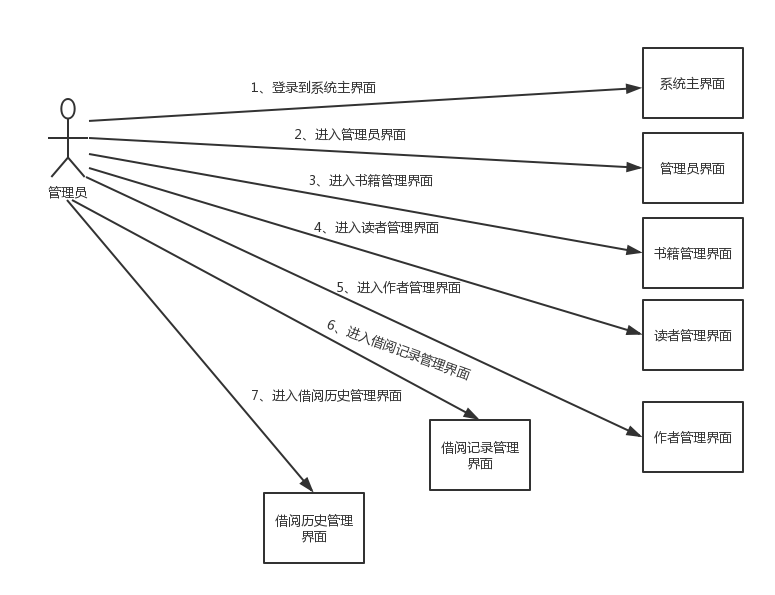 1、登录到系统主界面
系统主界面
2、进入管理员界面
管理员界面
3、进入书籍管理界面
管理员
4、进入读者管理界面
书籍管理界面
5、进入作者管理界面
读者管理界面
6、进入借阅记录管理界面
7、进入借阅历史管理界面
作者管理界面
借阅记录管理
界面
借阅历史管理
界面